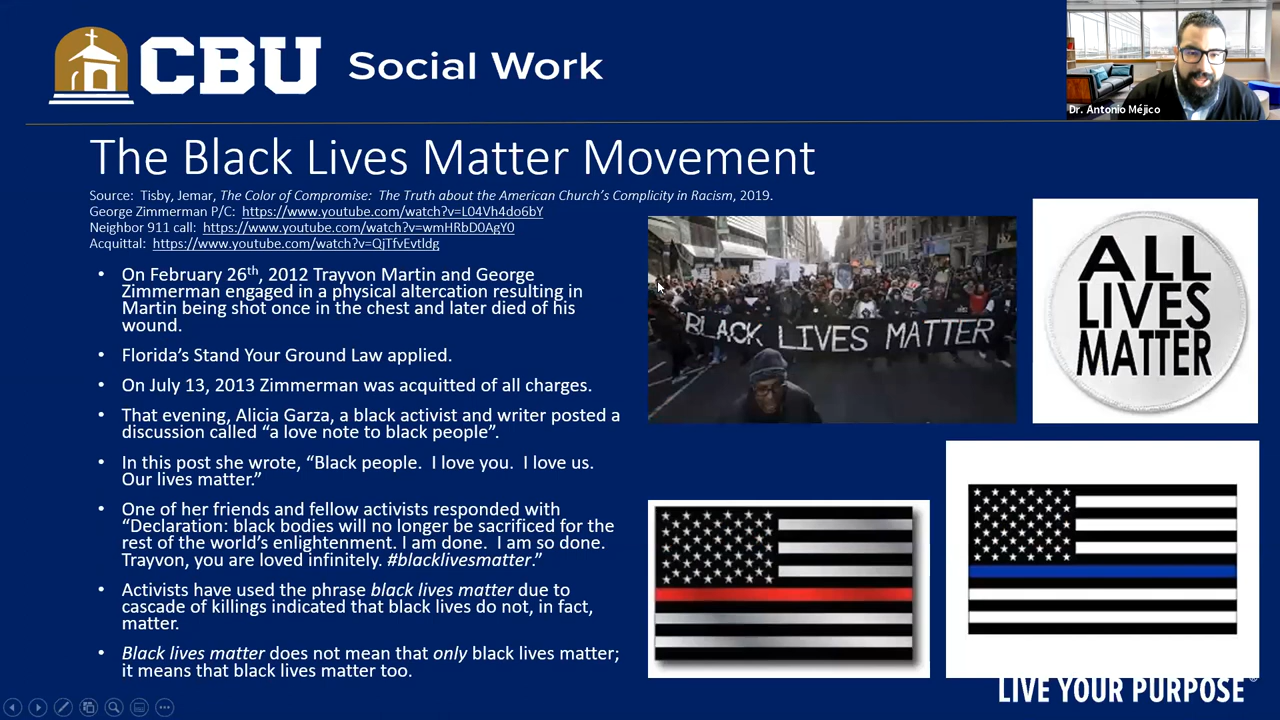 CBU Social Work
Dr. Antonio Méjico
The Black Lives Matter Movement
Source: Tisby, Jemar, The Color of Compromise: The Truth about the American Church's Complicity in Racism, 2019.
George Zimmerman P/C: https://www.youtube.com/watch?v=L04Vh4do6bY
Neighbor 911 call: https://www.youtube.com/watch?v=wmHRbD0AgY0
Acquittal: https://www.youtube.com/watch?v=QjTfvEvtldg
• On February 26th, 2012 Trayvon Martin and George
Zimmerman engaged in a physical altercation resulting in
Martin being shot once in the chest and later died of his
wound.
• Florida's Stand Your Ground Law applied.
• On July 13, 2013 Zimmerman was acquitted of all charges.
• That evening, Alicia Garza, a black activist and writer posted a
discussion called "a love note to black people".
• In this post she wrote, "Black people. I love you. I love us.
Our lives matter."
• One of her friends and fellow activists responded with
"Declaration: black bodies will no longer be sacrificed for the
rest of the world's enlightenment. I am done. I am so done.
Trayvon, you are loved infinitely. #blacklivesmatter."
• Activists have used the phrase black lives matter due to
cascade of killings indicated that black lives do not, in fact,
matter.
• Black lives matter does not mean that only black lives matter;
it means that black lives matter too.
BLACK LIVES MATTER
ALL
LIVES
MATTER
LIVE YOUR PURPOSE®